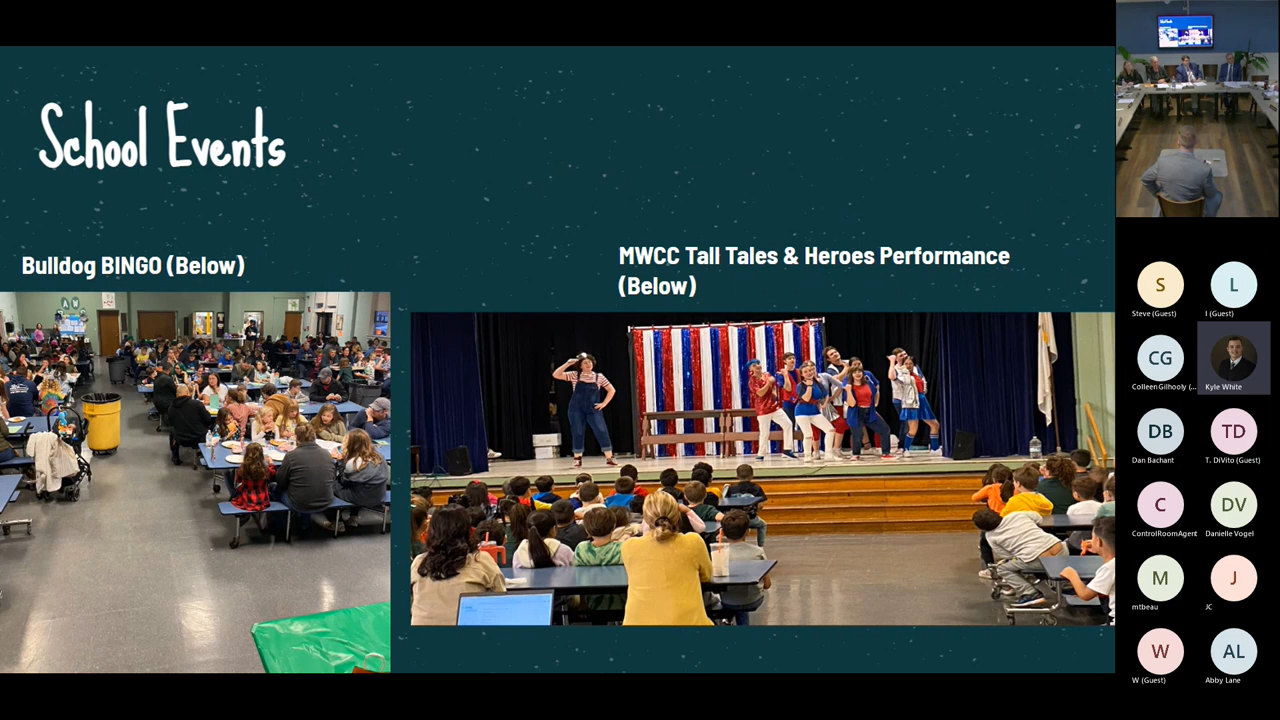 School Events
Bulldog BINGO (Below)
MWCC Tall Tales & Heroes Performance
(Below)
S
Steve (Guest)
L
I (Guest)
CG
Colleen Gilhooly (...
Kyle White
DB
Dan Bachant
TD
T. DiVito (Guest)
C
ControlRoomAgent
DV
Danielle Vogel
M
mtbeau
J
JC
W
W (Guest)
AL
Abby Lane